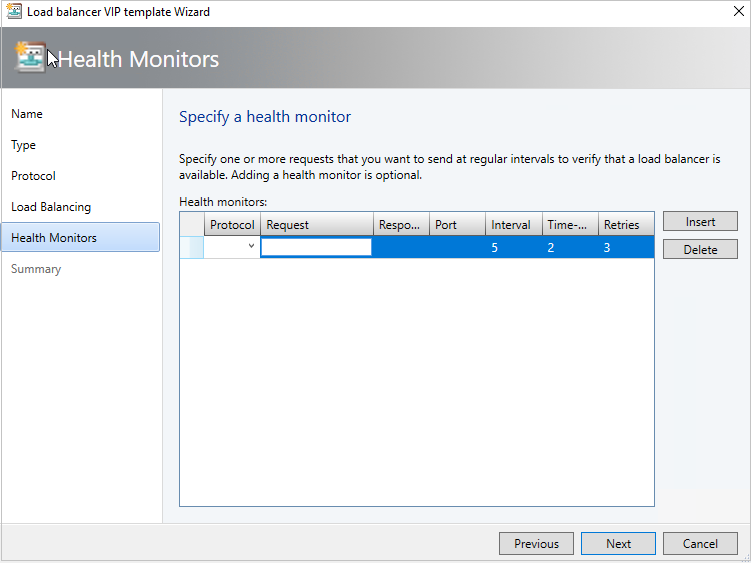 Load balancer VIP template Wizard
Health Monitors
Name
Type
Protocol
Load Balancing
Health Monitors
Summary
Specify a health monitor
Specify one or more requests that you want to send at regular intervals to verify that a load balancer is
available. Adding a health monitor is optional.
Health monitors:
Protocol Request Respo... Port Interval Time-... Retries
5 2 3
Insert
Delete
Previous Next Cancel